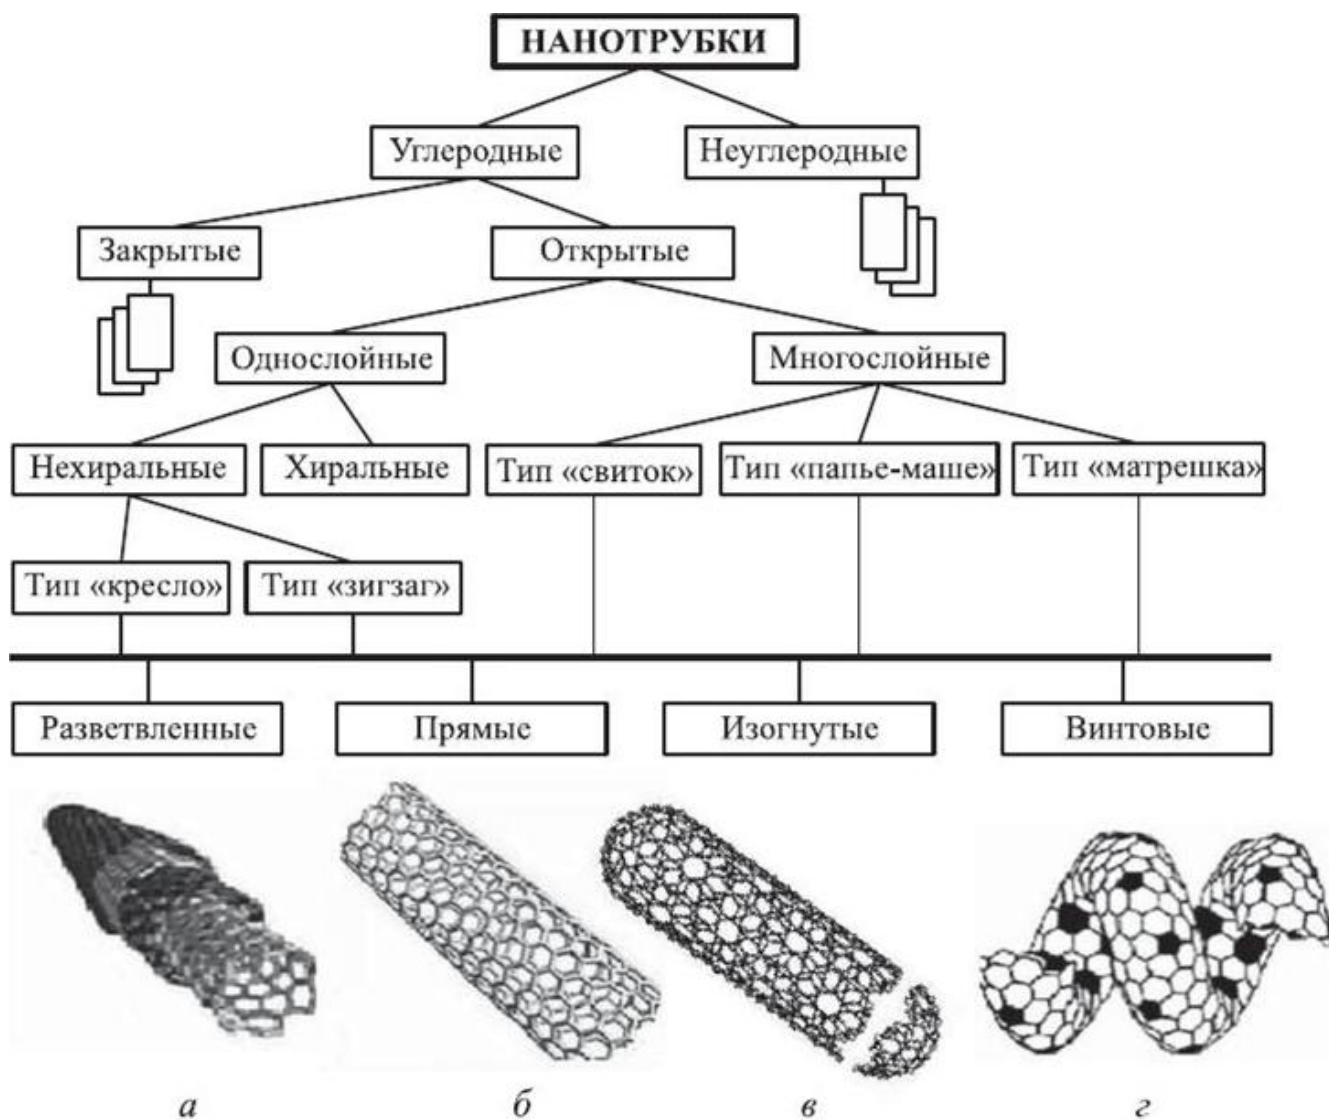 НАНОТРУБКИ
Углеродные
Неуглеродные
Закрытые
Открытые
Однослойные
Многослойные
Нехиральные
Хиральные
Тип «свиток»
Тип «папье-маше»
Тип «матрешка»
Тип «кресло»
Тип «зигзаг»
Разветвленные
Прямые
Изогнутые
Винтовые
а
б
в
г